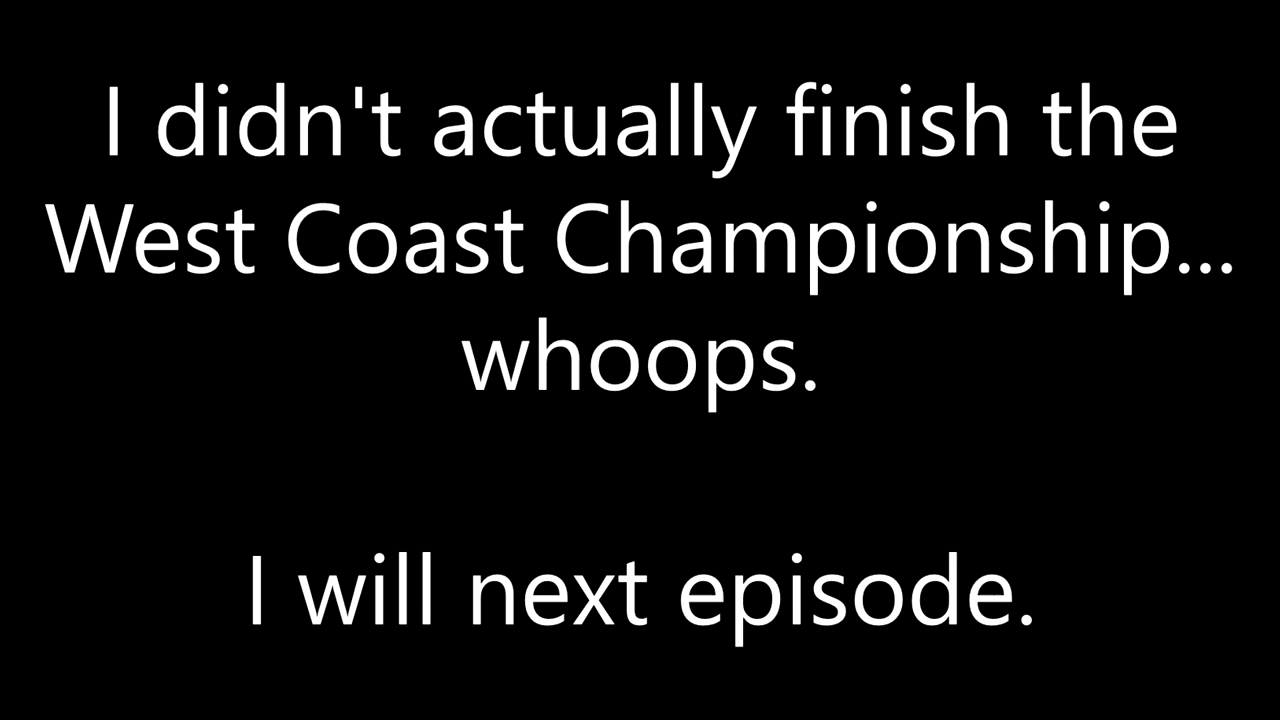 I didn't actually finish the
West Coast Championship...
whoops.
I will next episode.